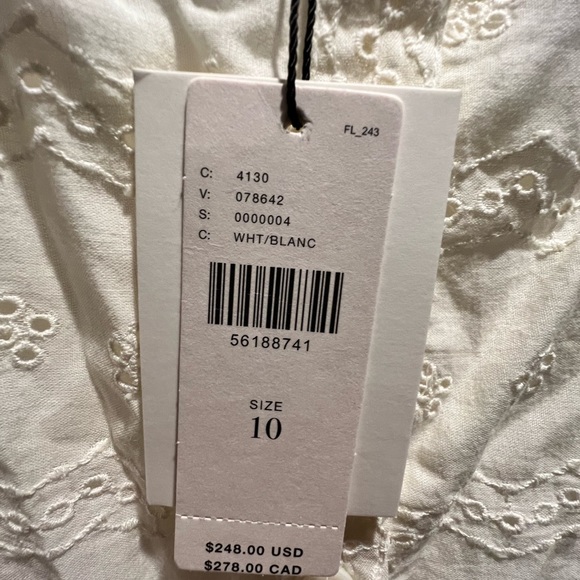 FL_243
C: 4130
V: 078642
S: 0000004
C: WHT/BLANC
56188741
SIZE
10
$248.00 USD
$278.00 CAD